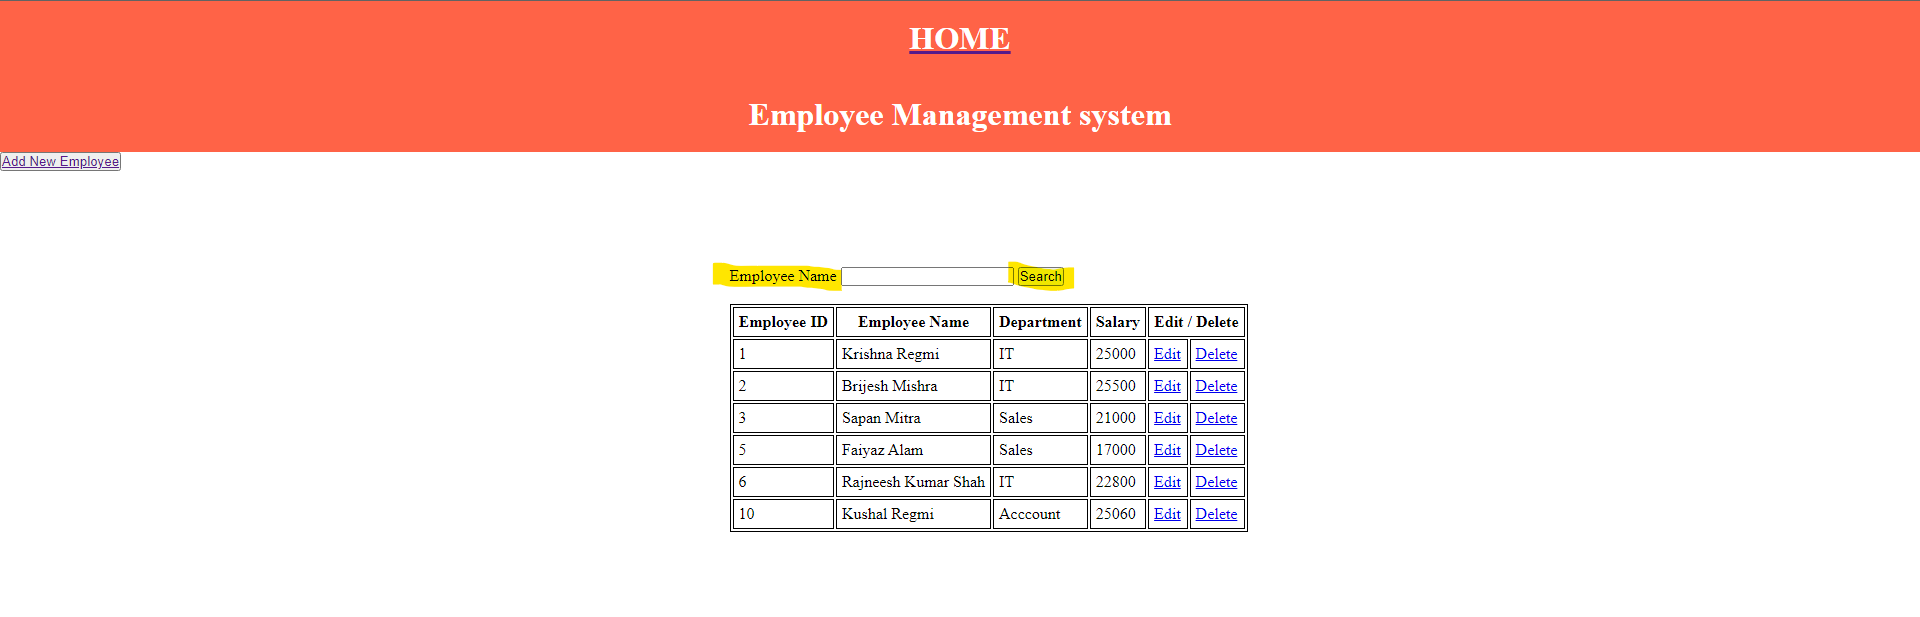 HOME
Employee Management system
Add New Employee
Employee Name Search
Employee ID Employee Name Department Salary Edit / Delete
1 Krishna Regmi IT 25000 Edit Delete
2 Brijesh Mishra IT 25500 Edit Delete
3 Sapan Mitra Sales 21000 Edit Delete
5 Faiyaz Alam Sales 17000 Edit Delete
6 Rajneesh Kumar Shah IT 22800 Edit Delete
10 Kushal Regmi Acccount 25060 Edit Delete